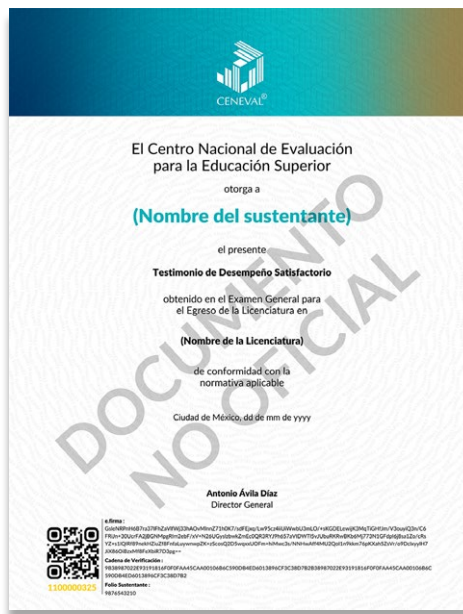 CENEVAL®
El Centro Nacional de Evaluación
para la Educación Superior
otorga a
(Nombre del sustentante)
el presente
Testimonio de Desempeño Satisfactorio
obtenido en el Examen General para
el Egreso de la Licenciatura en
(Nombre de la Licenciatura)
de conformidad con la
normativa aplicable
Ciudad de México, dd de mm de yyyy
DOCUMENTO
NO OFICIAL
Antonio Ávila Díaz
Director General
e.firma :
Cadena de Verificación :
Folio Sustentante :
9876543210
1100000325